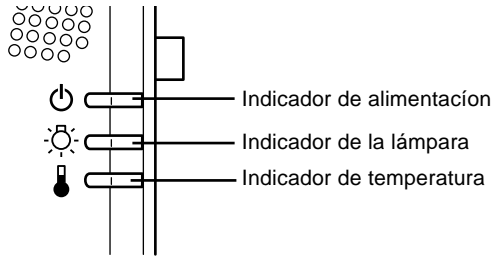 Indicador de alimentacíon
Indicador de la lámpara
Indicador de temperatura